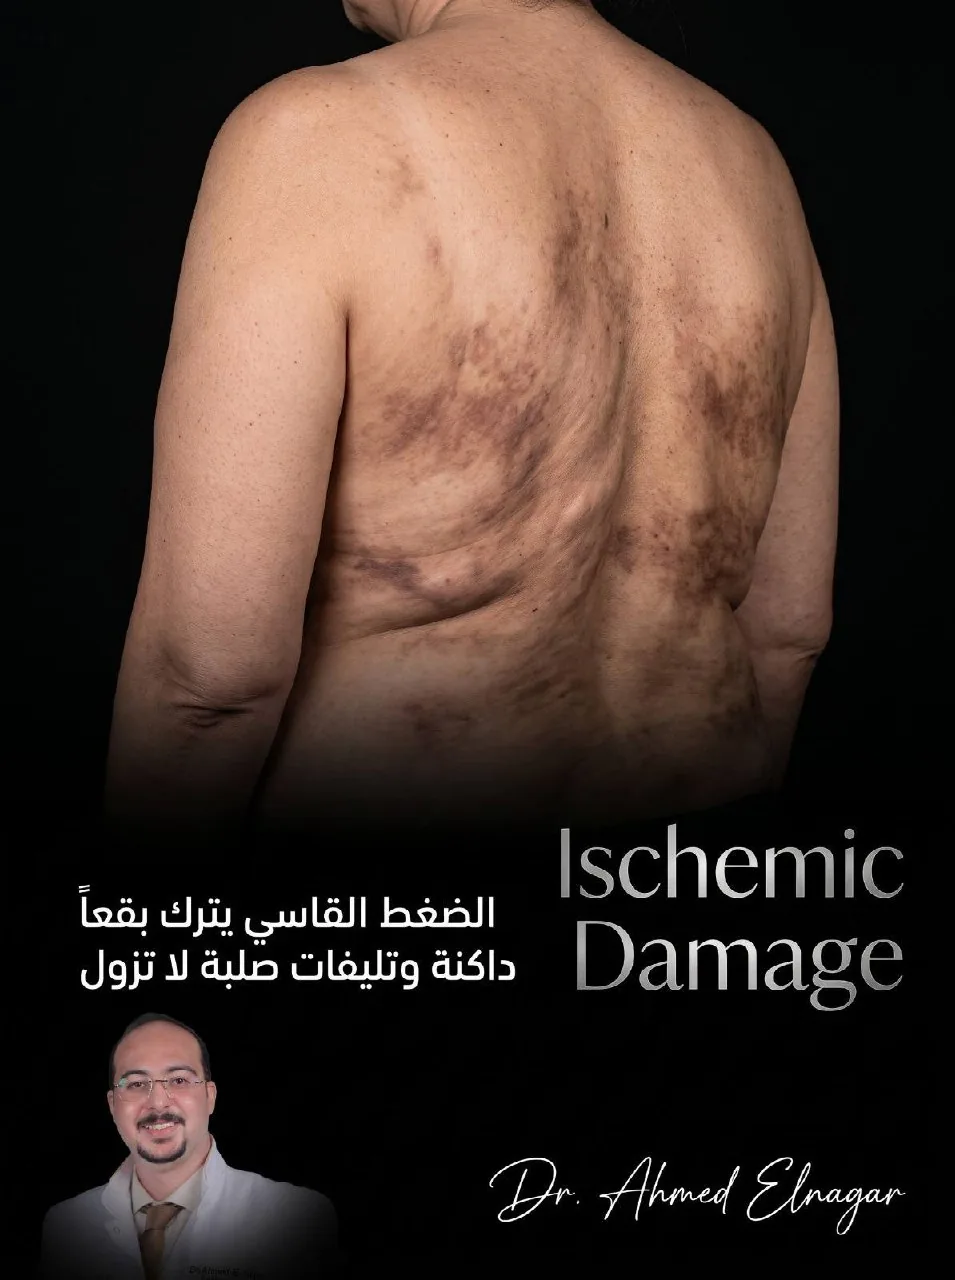 Ischemic
Damage
الضغط القاسي يترك بقعاً
داكنة وتليفات صلبة لا تزول
Dr. Ahmed Elnagar